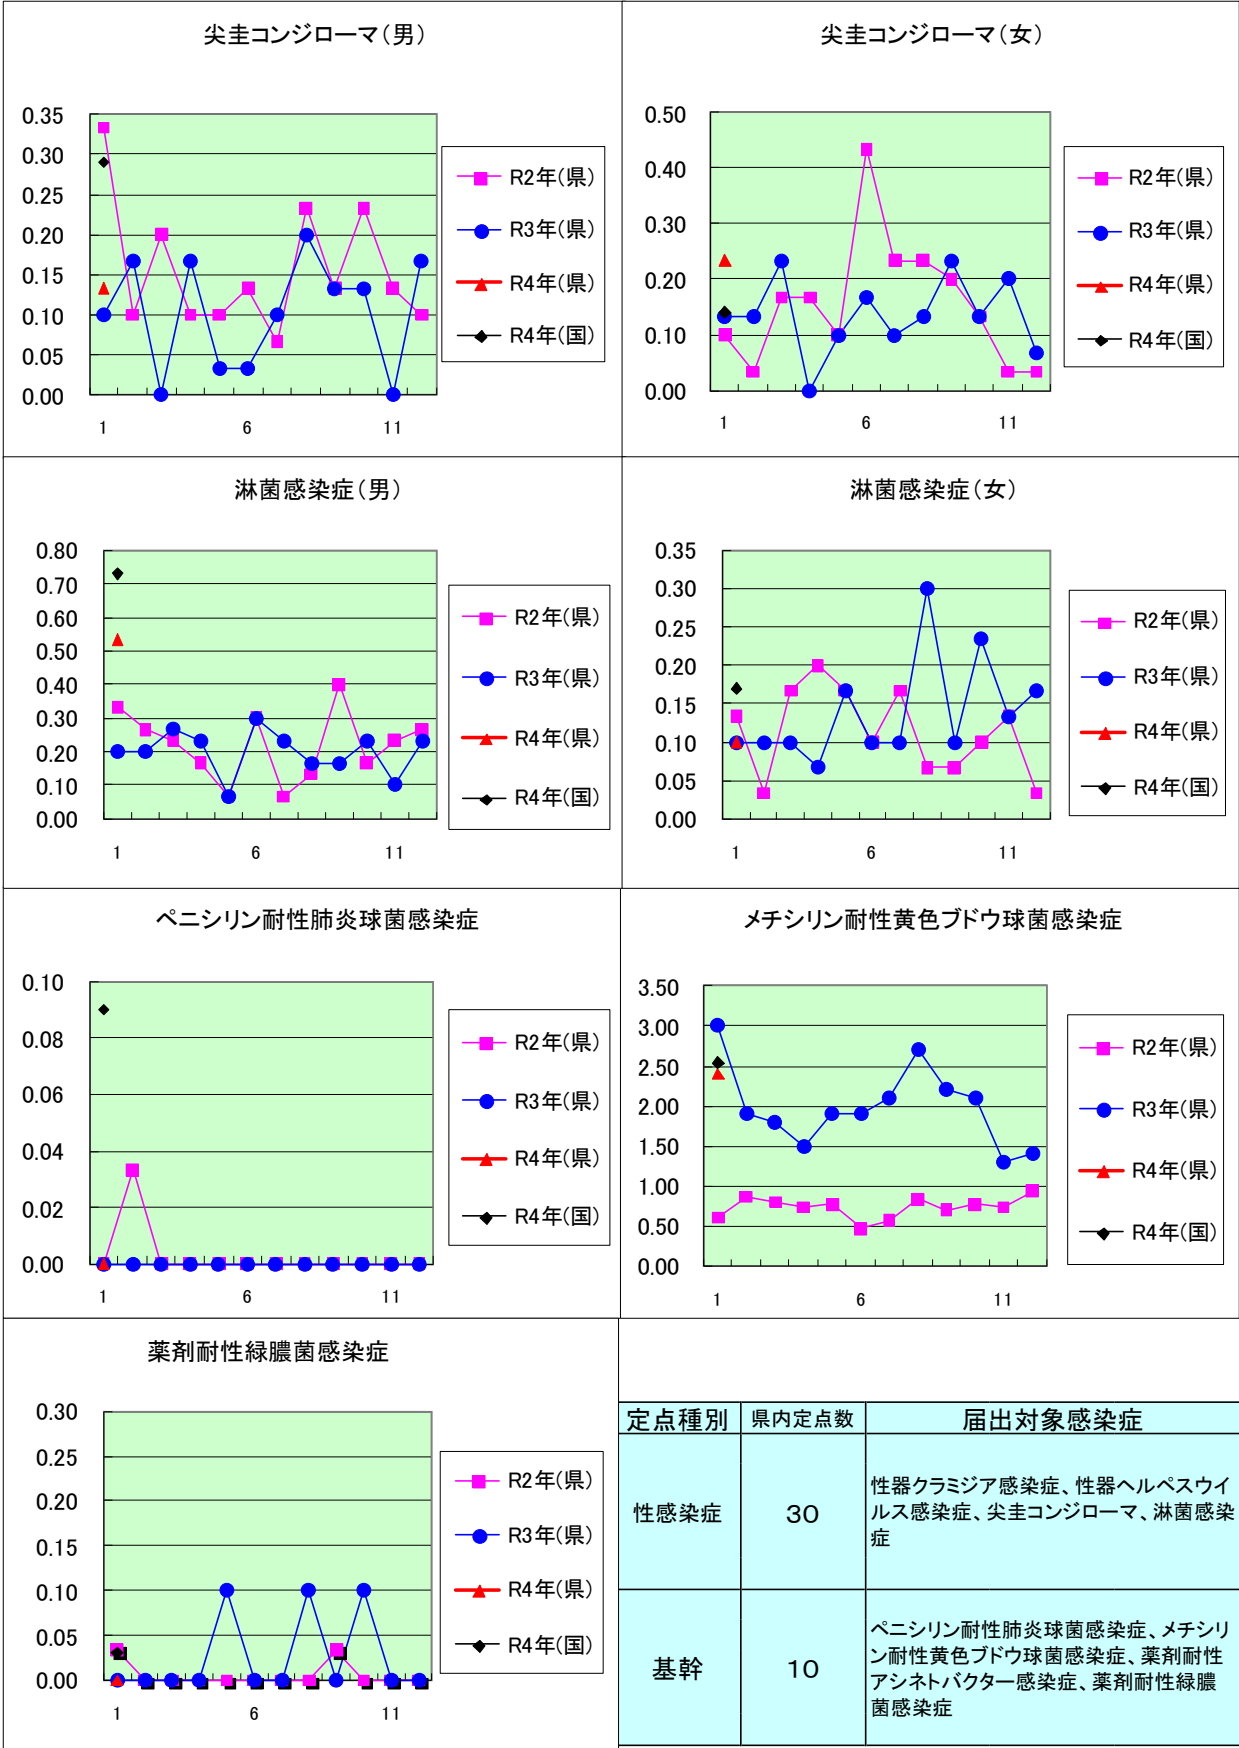 尖圭コンジローマ(男)
0.35
0.30
0.25
0.20
0.15
0.10
0.05
0.00
1 6 11
R2年(県)
R3年(県)
R4年(県)
R4年(国)
尖圭コンジローマ(女)
0.50
0.40
0.30
0.20
0.10
0.00
1 6 11
R2年(県)
R3年(県)
R4年(県)
R4年(国)
淋菌感染症(男)
0.80
0.70
0.60
0.50
0.40
0.30
0.20
0.10
0.00
1 6 11
R2年(県)
R3年(県)
R4年(県)
R4年(国)
淋菌感染症(女)
0.35
0.30
0.25
0.20
0.15
0.10
0.05
0.00
1 6 11
R2年(県)
R3年(県)
R4年(県)
R4年(国)
ペニシリン耐性肺炎球菌感染症
0.10
0.08
0.06
0.04
0.02
0.00
1 6 11
R2年(県)
R3年(県)
R4年(県)
R4年(国)
メチシリン耐性黄色ブドウ球菌感染症
3.50
3.00
2.50
2.00
1.50
1.00
0.50
0.00
1 6 11
R2年(県)
R3年(県)
R4年(県)
R4年(国)
薬剤耐性緑膿菌感染症
0.30
0.25
0.20
0.15
0.10
0.05
0.00
1 6 11
R2年(県)
R3年(県)
R4年(県)
R4年(国)
定点種別 県内定点数 届出対象感染症
性感染症 30 性器クラミジア感染症、性器ヘルペスウイ
ルス感染症、尖圭コンジローマ、淋菌感染
症
基幹 10 ペニシリン耐性肺炎球菌感染症、メチシリ
ン耐性黄色ブドウ球菌感染症、薬剤耐性
アシネトバクター感染症、薬剤耐性緑膿
菌感染症